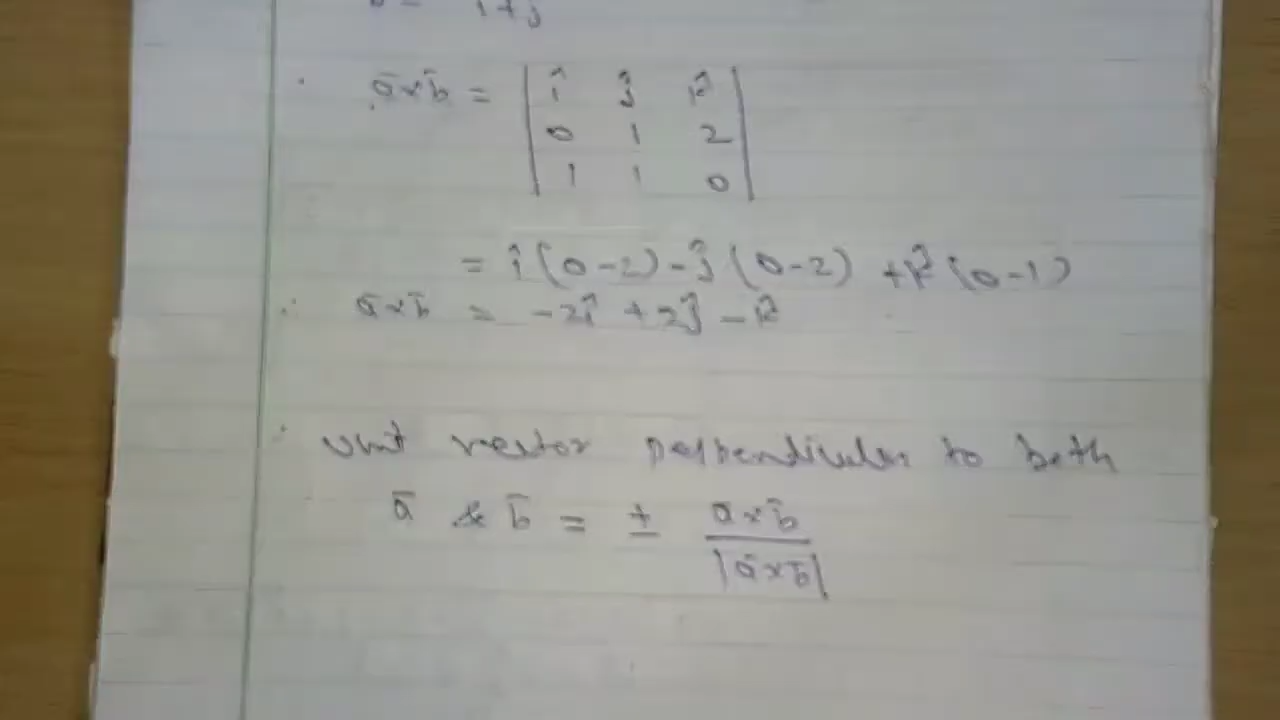 i + j
∴ a̅×b̅ = | î ĵ k̂ |
| 0 1 2 |
| 1 1 0 |
= î (0-2) - ĵ (0-2) + k̂ (0-1)
∴ a̅×b̅ = -2î + 2ĵ - k̂
∴ Unit vector perpendicular to both
a̅ & b̅ = ± a̅×b̅ / |a̅×b̅|